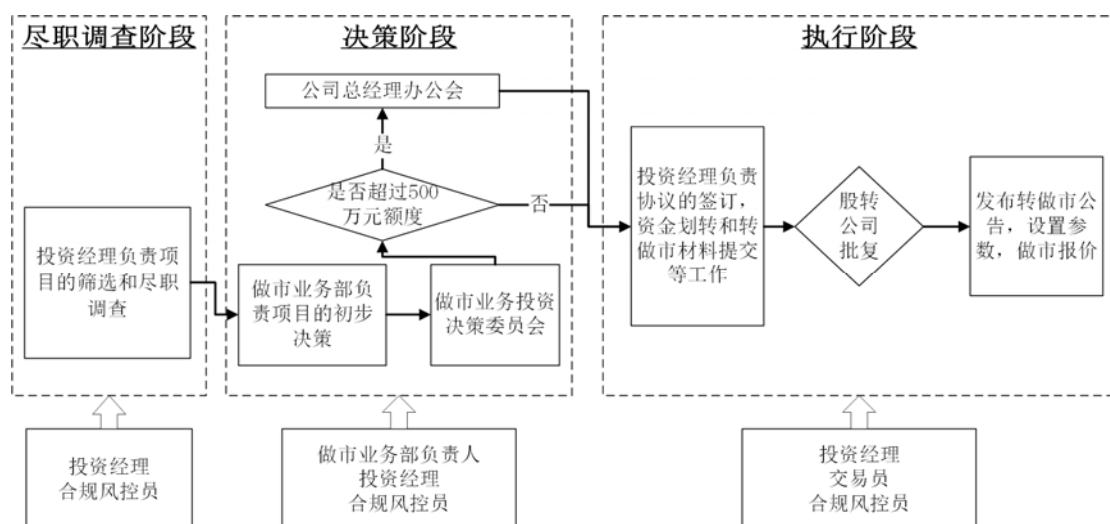 尽职调查阶段
投资经理负责项
目的筛选和尽职
调查
投资经理
合规风控员
决策阶段
公司总经理办公会
是
是否超过500
万元额度
否
做市业务部负
责项目的初步
决策
做市业务投资
决策委员会
做市业务部负责人
投资经理
合规风控员
执行阶段
投资经理负责
协议的签订，
资金划转和转
做市材料提交
等工作
股转
公司
批复
发布转做市公
告，设置参
数，做市报价
投资经理
交易员
合规风控员